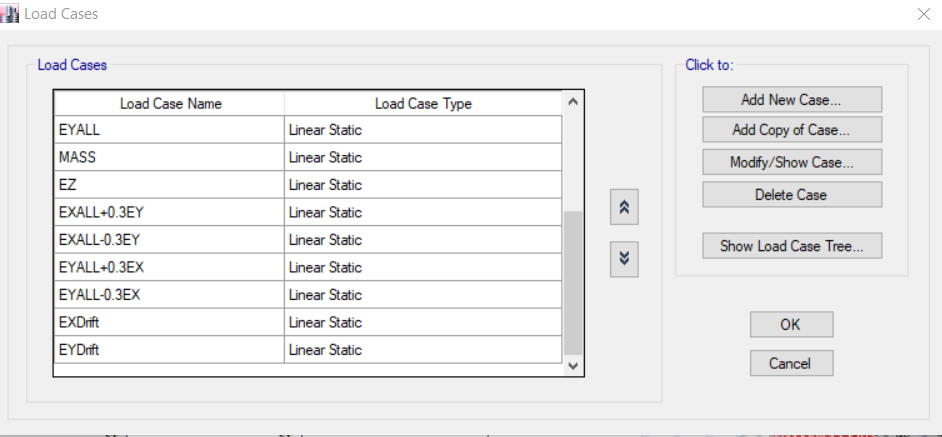 Load Cases
Load Cases
Load Case Name Load Case Type
EYALL Linear Static
MASS Linear Static
EZ Linear Static
EXALL+0.3EY Linear Static
EXALL-0.3EY Linear Static
EYALL+0.3EX Linear Static
EYALL-0.3EX Linear Static
EXDrift Linear Static
EYDrift Linear Static
Click to:
Add New Case...
Add Copy of Case...
Modify/Show Case...
Delete Case
Show Load Case Tree...
OK
Cancel